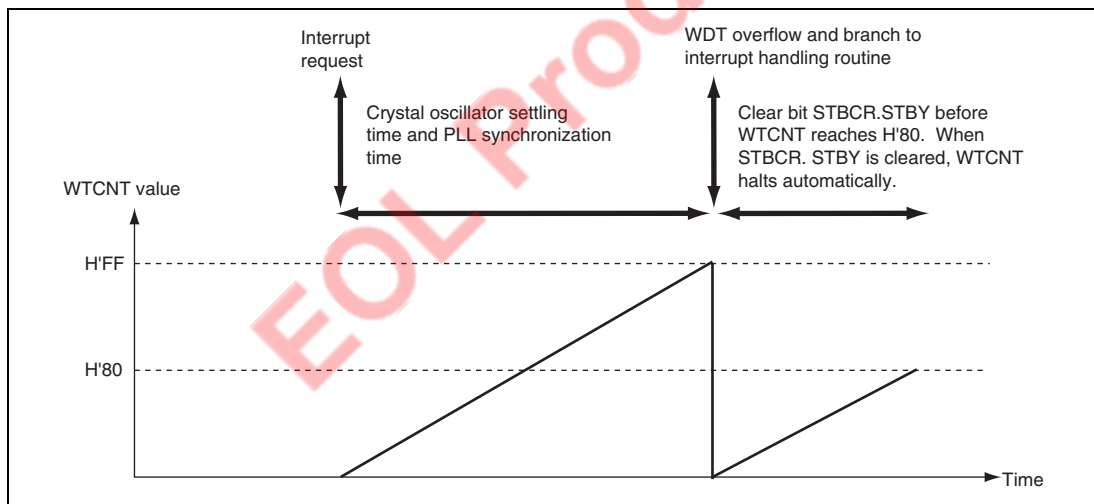 Interrupt
request
WDT overflow and branch to
interrupt handling routine
Crystal oscillator settling
time and PLL synchronization
time
Clear bit STBCR.STBY before
WTCNT reaches H'80. When
STBCR. STBY is cleared, WTCNT
halts automatically.
WTCNT value
H'FF
H'80
Time
EOL